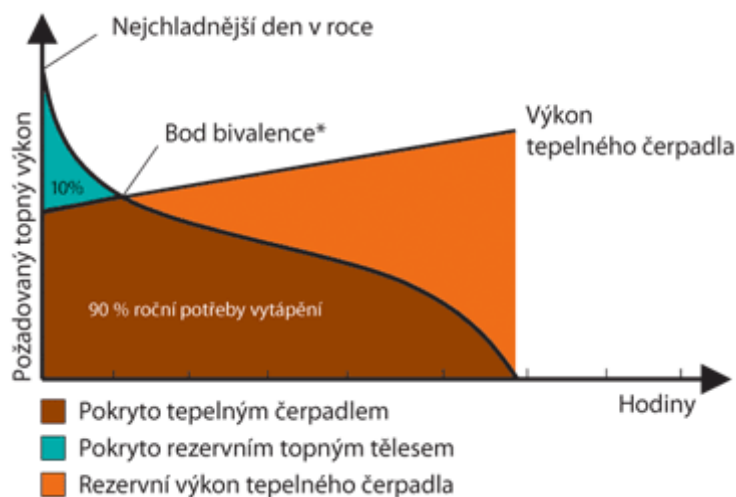 Nejchladnější den v roce
Bod bivalence*
Výkon
tepelného čerpadla
Požadovaný topný výkon
10%
90 % roční potřeby vytápění
Hodiny
Pokryto tepelným čerpadlem
Pokryto rezervním topným tělesem
Rezervní výkon tepelného čerpadla